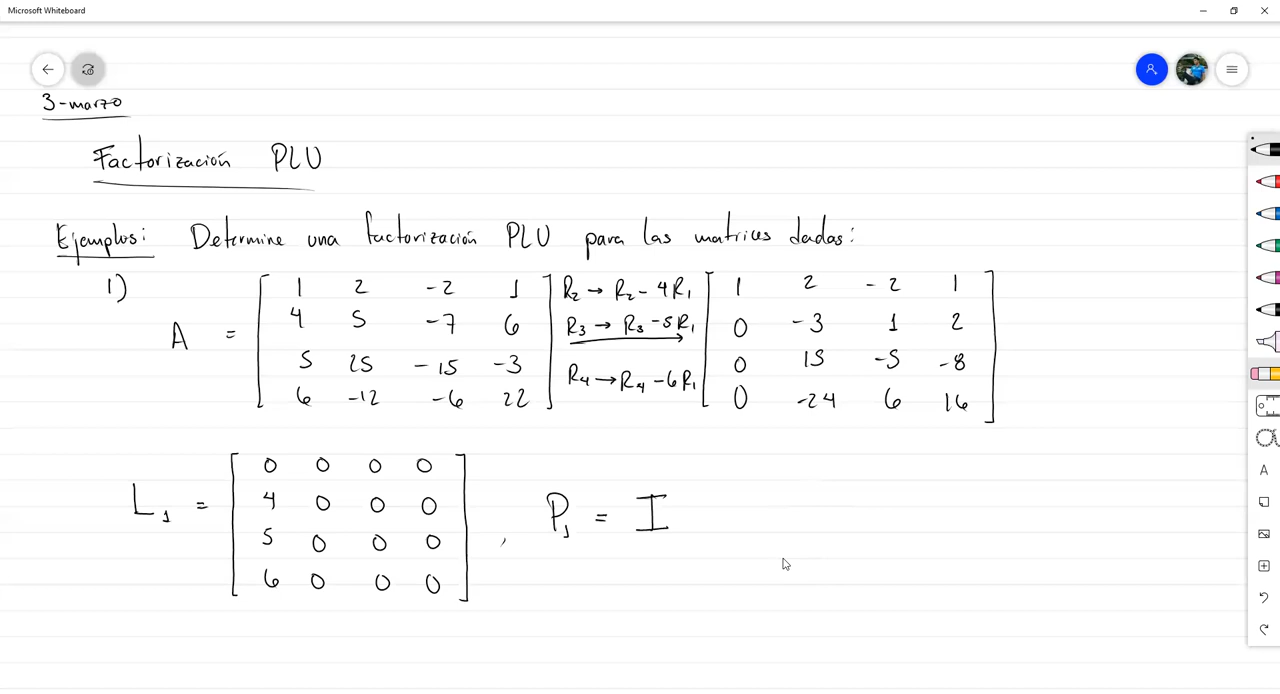 Microsoft Whiteboard
3-marzo
Factorización PLU
Ejemplos: Determine una factorización PLU para las matrices dadas:
1)
A = [ 1 2 -2 1 ; 4 5 -7 6 ; 5 25 -15 -3 ; 6 -12 -6 22 ] R2 → R2 - 4R1 R3 → R3 - 5R1 R4 → R4 - 6R1 [ 1 2 -2 1 ; 0 -3 1 2 ; 0 15 -5 -8 ; 0 -24 6 16 ]
L1 = [ 0 0 0 0 ; 4 0 0 0 ; 5 0 0 0 ; 6 0 0 0 ] , P1 = I